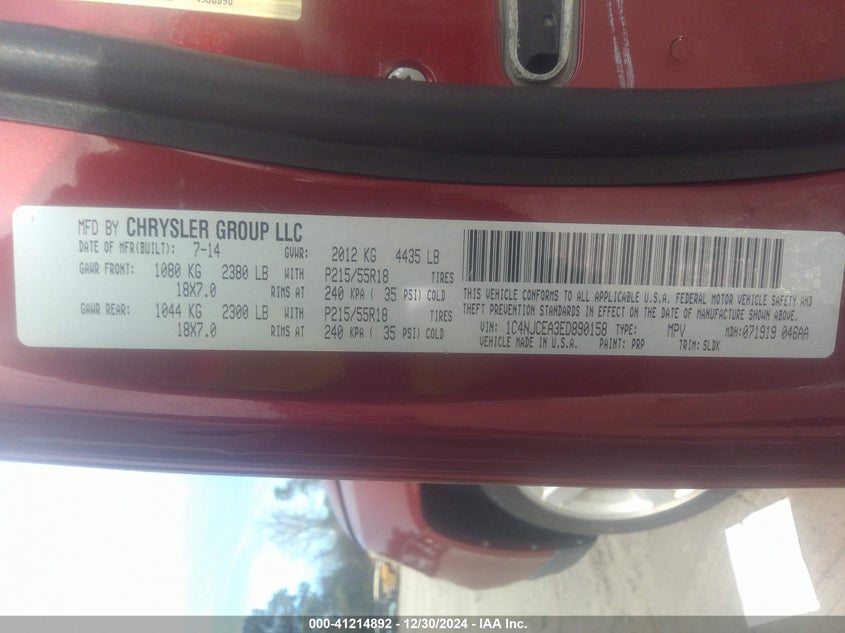 MFD BY CHRYSLER GROUP LLC
DATE OF MFR(BUILT): 7-14 GVWR: 2012 KG 4435 LB
GAWR FRONT: 1080 KG 2380 LB WITH P215/55R18 TIRES
18X7.0 RIMS AT 240 KPA ( 35 PSI) COLD
GAWR REAR: 1044 KG 2300 LB WITH P215/55R18 TIRES
18X7.0 RIMS AT 240 KPA ( 35 PSI) COLD
THIS VEHICLE CONFORMS TO ALL APPLICABLE U.S.A. FEDERAL MOTOR VEHICLE SAFETY, BUMPER AND
THEFT PREVENTION STANDARDS IN EFFECT ON THE DATE OF MANUFACTURE SHOWN ABOVE.
VIN: 1C4NJCEA3ED890158 TYPE: MPV MDH:071919 046AA
VEHICLE MADE IN U.S.A. PAINT: PRP TRIM: SLDK
000-41214892 - 12/30/2024 - IAA Inc.